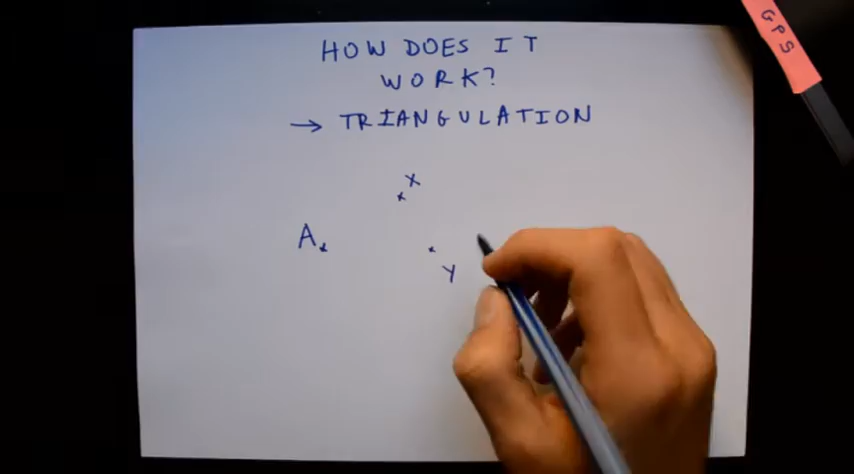 HOW DOES IT
WORK?
→ TRIANGULATION
GPS
X
A
Y